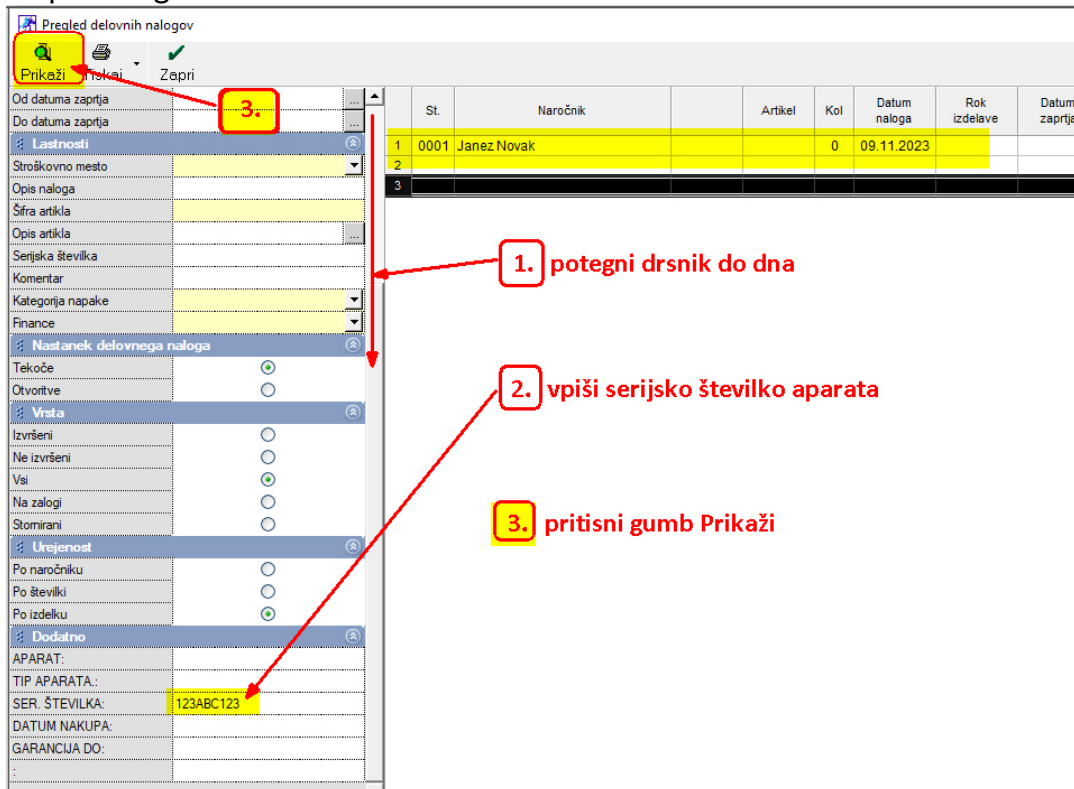 Pregled delovnih nalogov
Prikaži Tiskaj Zapri
Od datuma zaprtja ...
Do datuma zaprtja ...
Lastnosti
Stroškovno mesto
Opis naloga
Šifra artikla
Opis artikla ...
Serijska številka
Komentar
Kategorija napake
Finance
Nastanek delovnega naloga
Tekoče
Otvoritve
Vrsta
Izvršeni
Ne izvršeni
Vsi
Na zalogi
Stornirani
Urejenost
Po naročniku
Po številki
Po izdelku
Dodatno
APARAT:
TIP APARATA.:
SER. ŠTEVILKA: 123ABC123
DATUM NAKUPA:
GARANCIJA DO:
:
3.
St. Naročnik Artikel Kol Datum naloga Rok izdelave Datum zaprtja
1 0001 Janez Novak 0 09.11.2023
2
3
1. potegni drsnik do dna
2. vpiši serijsko številko aparata
3. pritisni gumb Prikaži